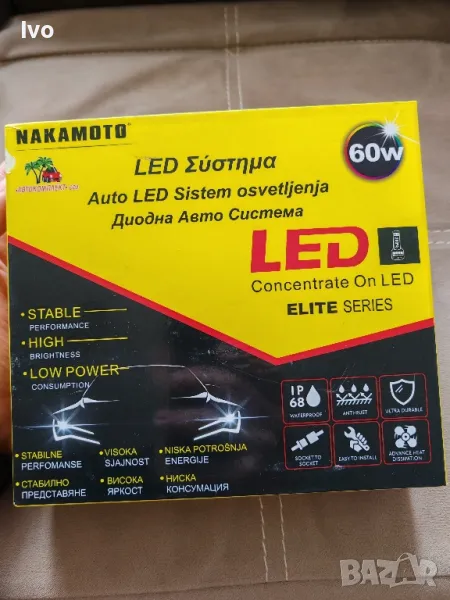 Ivo
NAKAMOTO®
60w
LED Σύστημα
Auto LED Sistem osvetljenja
Диодна Авто Система
LED
Concentrate On LED
ELITE SERIES
• STABLE
PERFORMANCE
• HIGH
BRIGHTNESS
• LOW POWER
CONSUMPTION
IP
68
WATERPROOF
ANTI-RUST
ULTRA DURABLE
SOCKET TO
SOCKET
EASY TO INSTALL
ADVANCE HEAT
DISSIPATION
• STABILNE
PERFOMANSE
• VISOKA
SJAJNOST
• NISKA POTROŠNJA
ENERGIJE
• СТАБИЛНО
ПРЕДСТАВЯНЕ
• ВИСОКА
ЯРКОСТ
• НИСКА
КОНСУМАЦИЯ
BAZAR
bg